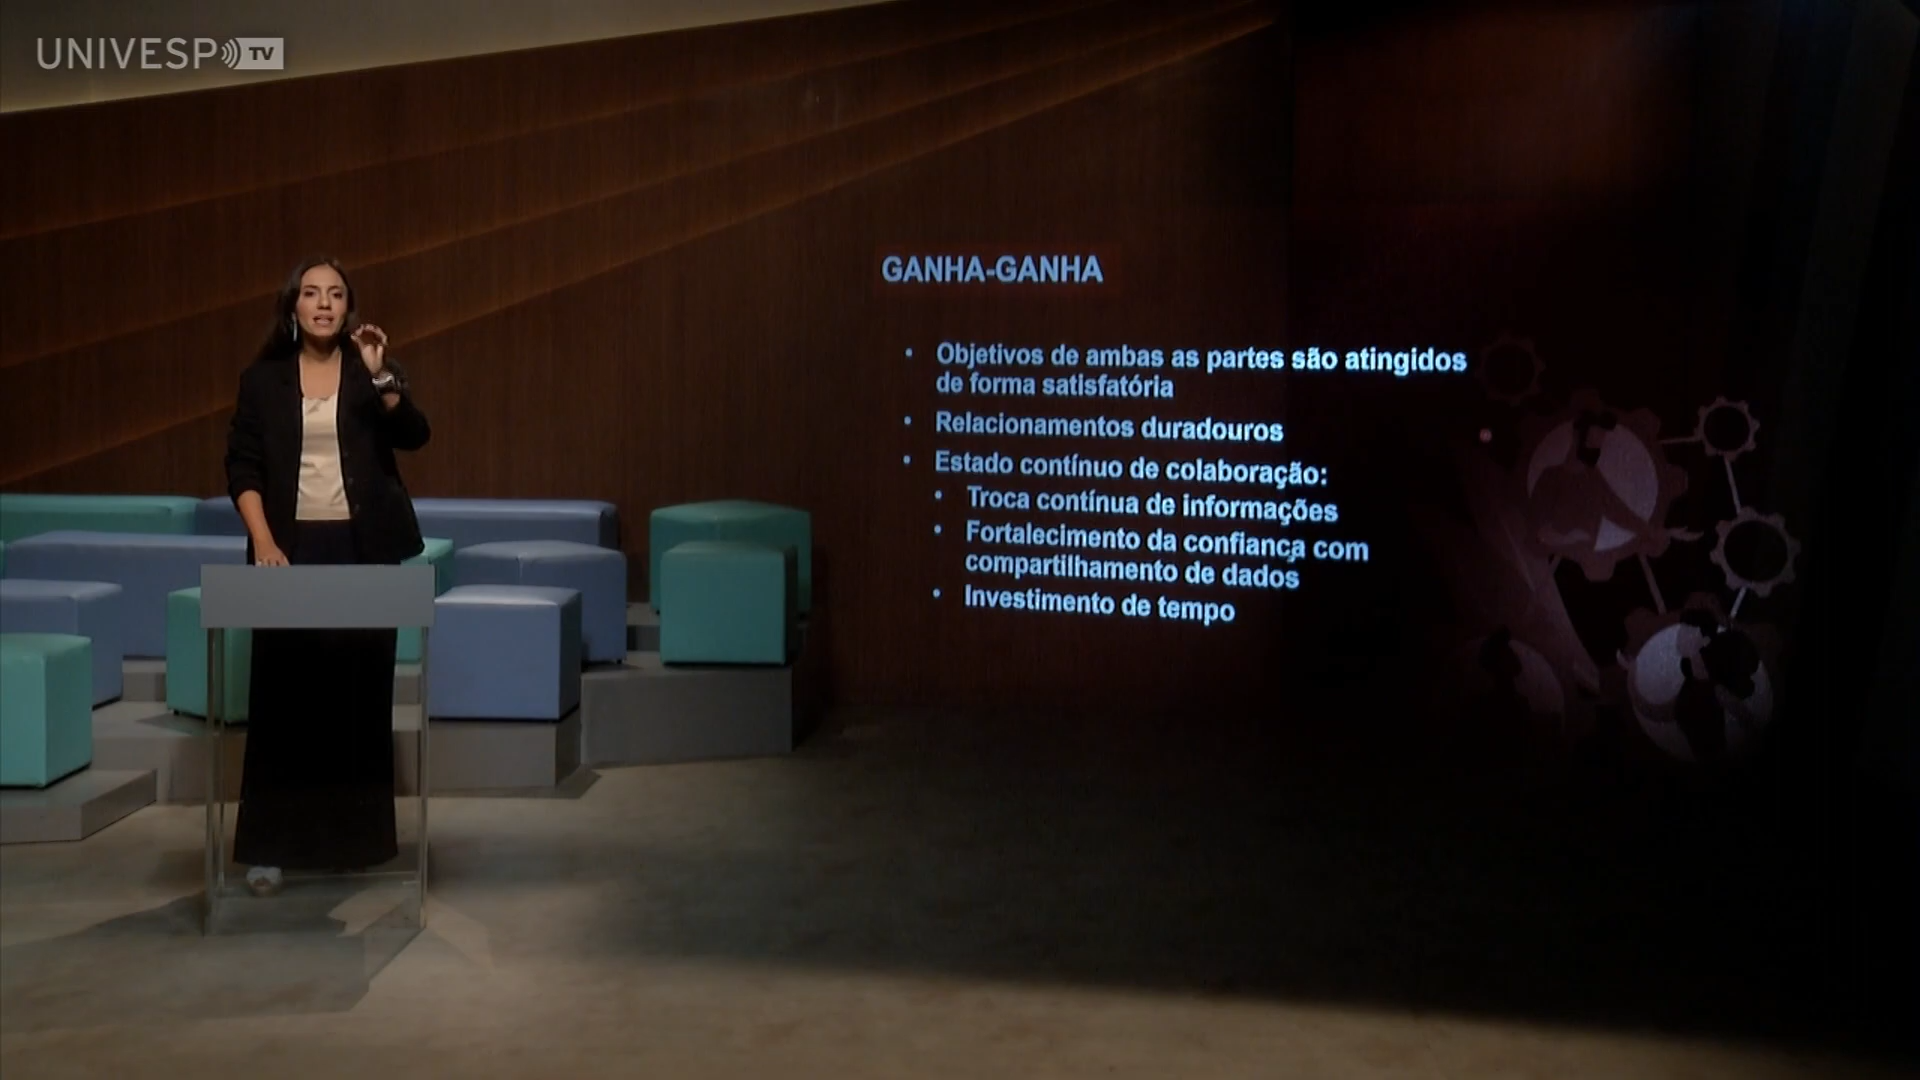 UNIVESP TV
GANHA-GANHA
• Objetivos de ambas as partes são atingidos
de forma satisfatória
• Relacionamentos duradouros
• Estado contínuo de colaboração:
• Troca contínua de informações
• Fortalecimento da confiança com
compartilhamento de dados
• Investimento de tempo